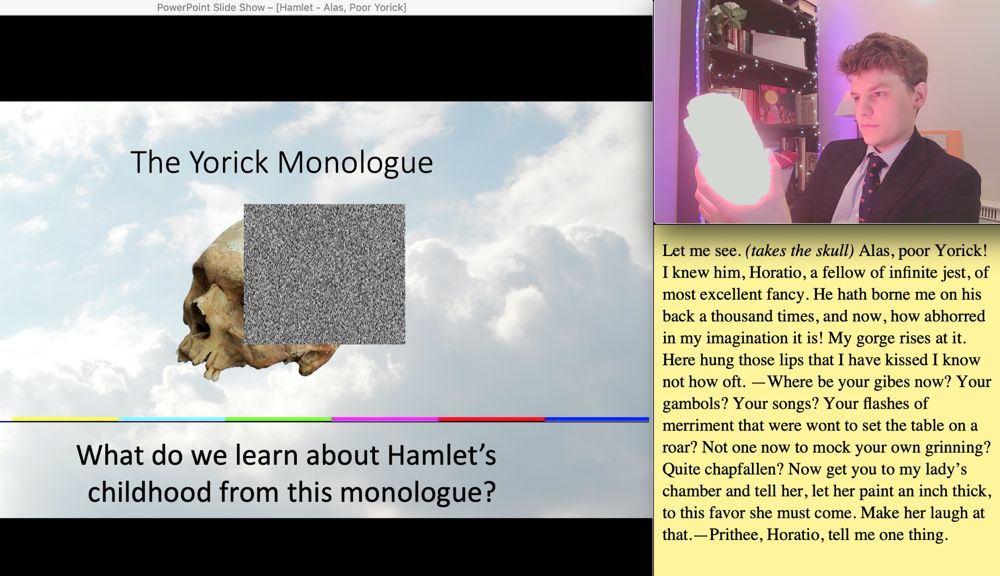 PowerPoint Slide Show – [Hamlet - Alas, Poor Yorick]
The Yorick Monologue
What do we learn about Hamlet’s
childhood from this monologue?
Let me see. (takes the skull) Alas, poor Yorick!
I knew him, Horatio, a fellow of infinite jest, of
most excellent fancy. He hath borne me on his
back a thousand times, and now, how abhorred
in my imagination it is! My gorge rises at it.
Here hung those lips that I have kissed I know
not how oft. —Where be your gibes now? Your
gambols? Your songs? Your flashes of
merriment that were wont to set the table on a
roar? Not one now to mock your own grinning?
Quite chapfallen? Now get you to my lady’s
chamber and tell her, let her paint an inch thick,
to this favor she must come. Make her laugh at
that.—Prithee, Horatio, tell me one thing.